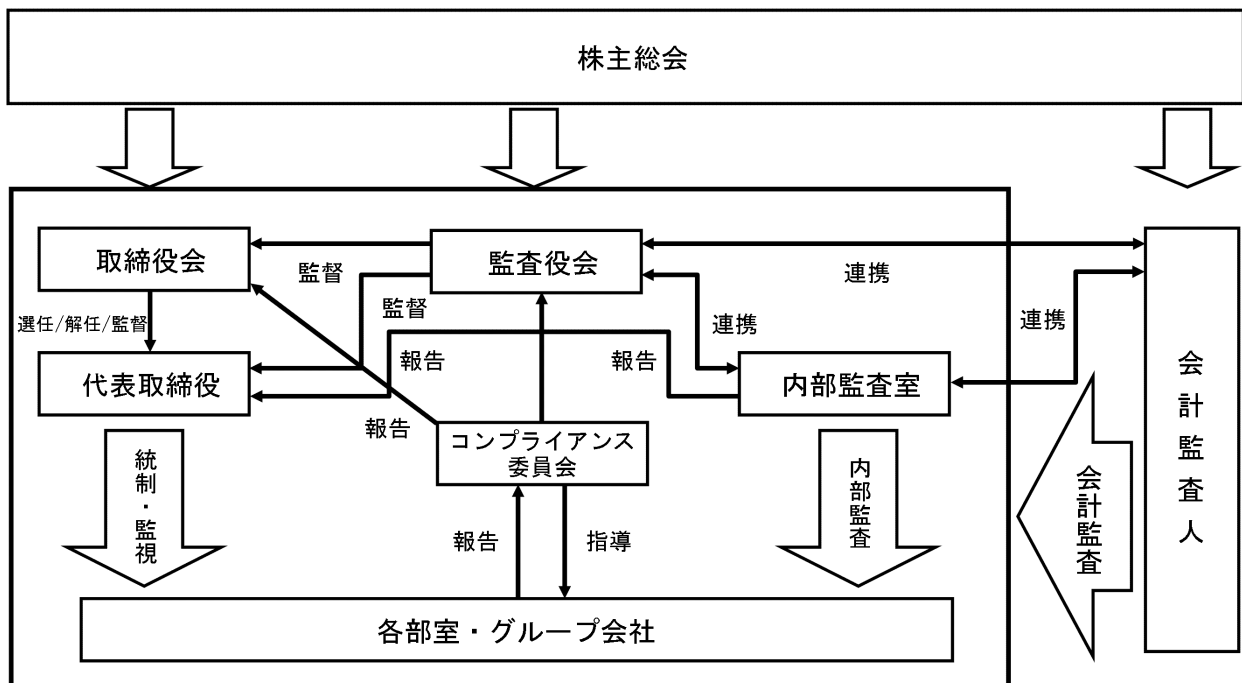 株主総会
取締役会
監査役会
監督
連携
監督
選任/解任/監督
連携
連携
報告
報告
代表取締役
内部監査室
報告
コンプライアンス
委員会
統制・監視
内部監査
会計監査
会計監査人
報告
指導
各部室・グループ会社